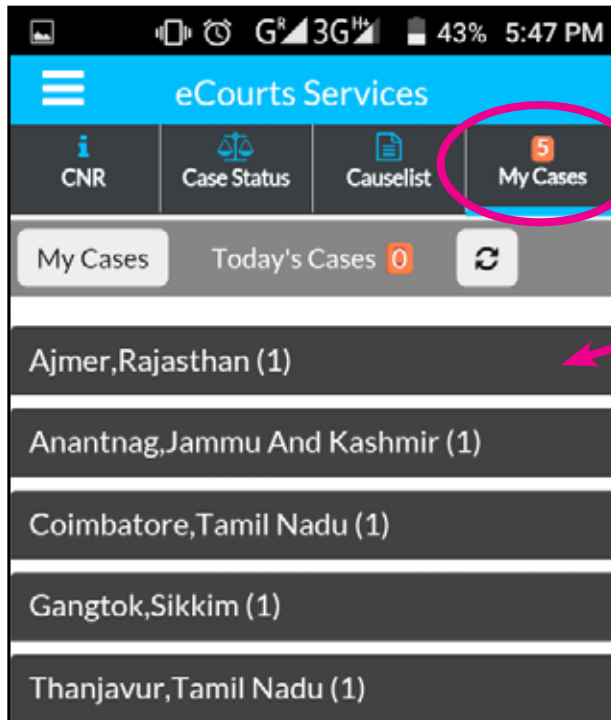 GR 3G H+ 43% 5:47 PM
eCourts Services
i 5
CNR Case Status Causelist My Cases
My Cases Today's Cases 0
Ajmer,Rajasthan (1)
Anantnag,Jammu And Kashmir (1)
Coimbatore,Tamil Nadu (1)
Gangtok,Sikkim (1)
Thanjavur,Tamil Nadu (1)